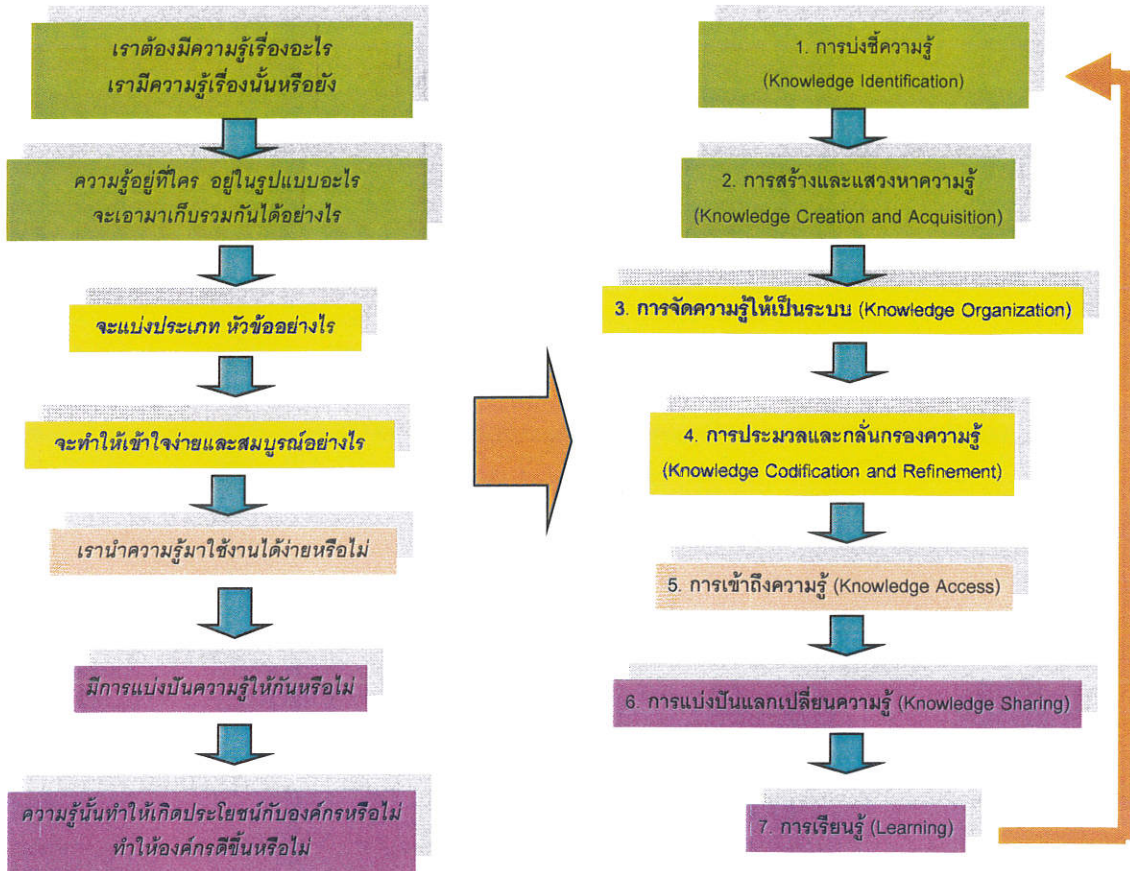 เราต้องมีความรู้เรื่องอะไร
เรามีความรู้เรื่องนั้นหรือยัง
ความรู้อยู่ที่ใคร อยู่ในรูปแบบอะไร
จะเอามาเก็บรวมกันได้อย่างไร
จะแบ่งประเภท หัวข้ออย่างไร
จะทำให้เข้าใจง่ายและสมบูรณ์อย่างไร
เรานำความรู้มาใช้งานได้ง่ายหรือไม่
มีการแบ่งปันความรู้ให้กันหรือไม่
ความรู้นั้นทำให้เกิดประโยชน์กับองค์กรหรือไม่
ทำให้องค์กรดีขึ้นหรือไม่
1. การบ่งชี้ความรู้
(Knowledge Identification)
2. การสร้างและแสวงหาความรู้
(Knowledge Creation and Acquisition)
3. การจัดความรู้ให้เป็นระบบ (Knowledge Organization)
4. การประมวลและกลั่นกรองความรู้
(Knowledge Codification and Refinement)
5. การเข้าถึงความรู้ (Knowledge Access)
6. การแบ่งปันแลกเปลี่ยนความรู้ (Knowledge Sharing)
7. การเรียนรู้ (Learning)